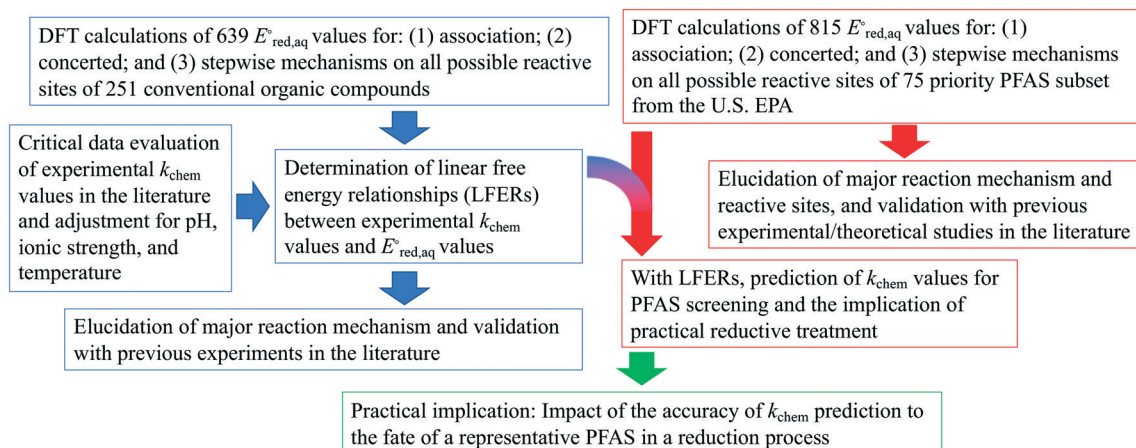 DFT calculations of 639 E°red,aq values for: (1) association; (2)
concerted; and (3) stepwise mechanisms on all possible reactive
sites of 251 conventional organic compounds
DFT calculations of 815 E°red,aq values for: (1)
association; (2) concerted; and (3) stepwise mechanisms
on all possible reactive sites of 75 priority PFAS subset
from the U.S. EPA
Critical data evaluation
of experimental kchem
values in the literature
and adjustment for pH,
ionic strength, and
temperature
Determination of linear free
energy relationships (LFERs)
between experimental kchem
values and E°red,aq values
Elucidation of major reaction mechanism and
reactive sites, and validation with previous
experimental/theoretical studies in the literature
With LFERs, prediction of kchem values for
PFAS screening and the implication of
practical reductive treatment
Elucidation of major reaction mechanism and validation
with previous experiments in the literature
Practical implication: Impact of the accuracy of kchem prediction to
the fate of a representative PFAS in a reduction process